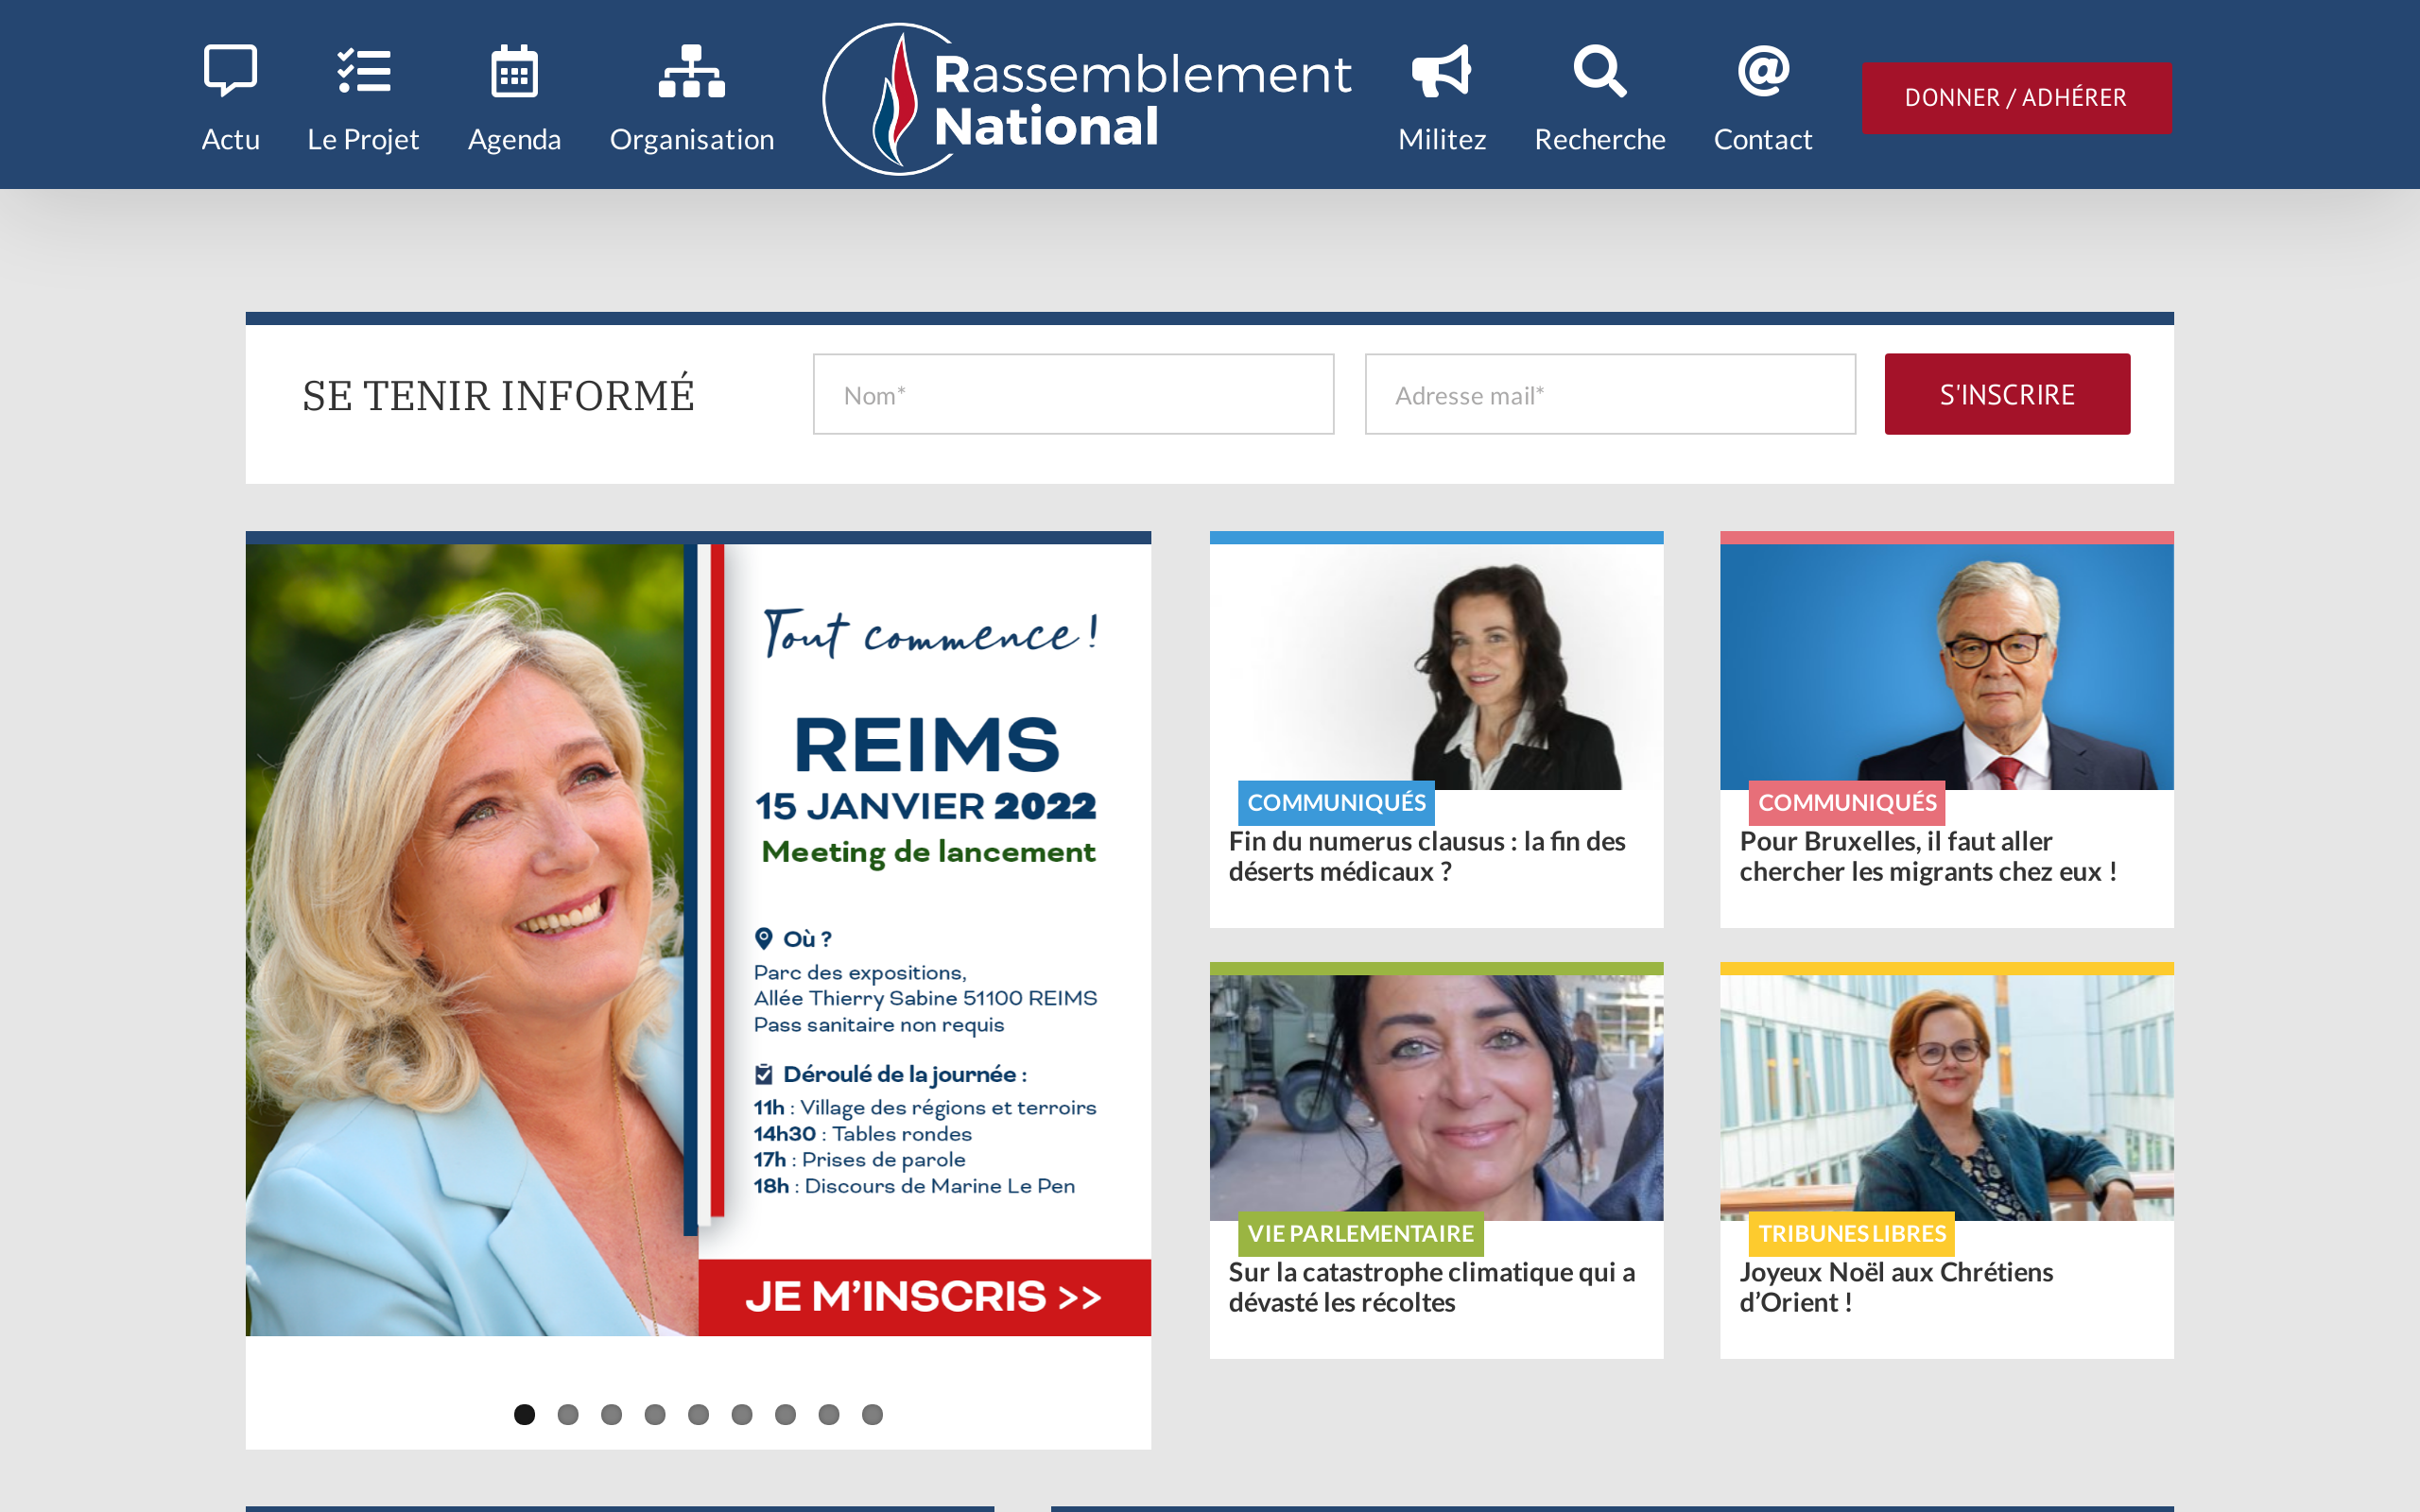 Actu
Le Projet
Agenda
Organisation
Rassemblement
National
Militez
Recherche
Contact
DONNER / ADHÉRER
SE TENIR INFORMÉ
Nom*
Adresse mail*
S'INSCRIRE
Tout commence !
REIMS
15 JANVIER 2022
Meeting de lancement
Où ?
Parc des expositions,
Allée Thierry Sabine 51100 REIMS
Pass sanitaire non requis
Déroulé de la journée :
11h : Village des régions et terroirs
14h30 : Tables rondes
17h : Prises de parole
18h : Discours de Marine Le Pen
JE M’INSCRIS >>
COMMUNIQUÉS
Fin du numerus clausus : la fin des
déserts médicaux ?
COMMUNIQUÉS
Pour Bruxelles, il faut aller
chercher les migrants chez eux !
VIE PARLEMENTAIRE
Sur la catastrophe climatique qui a
dévasté les récoltes
TRIBUNES LIBRES
Joyeux Noël aux Chrétiens
d’Orient !